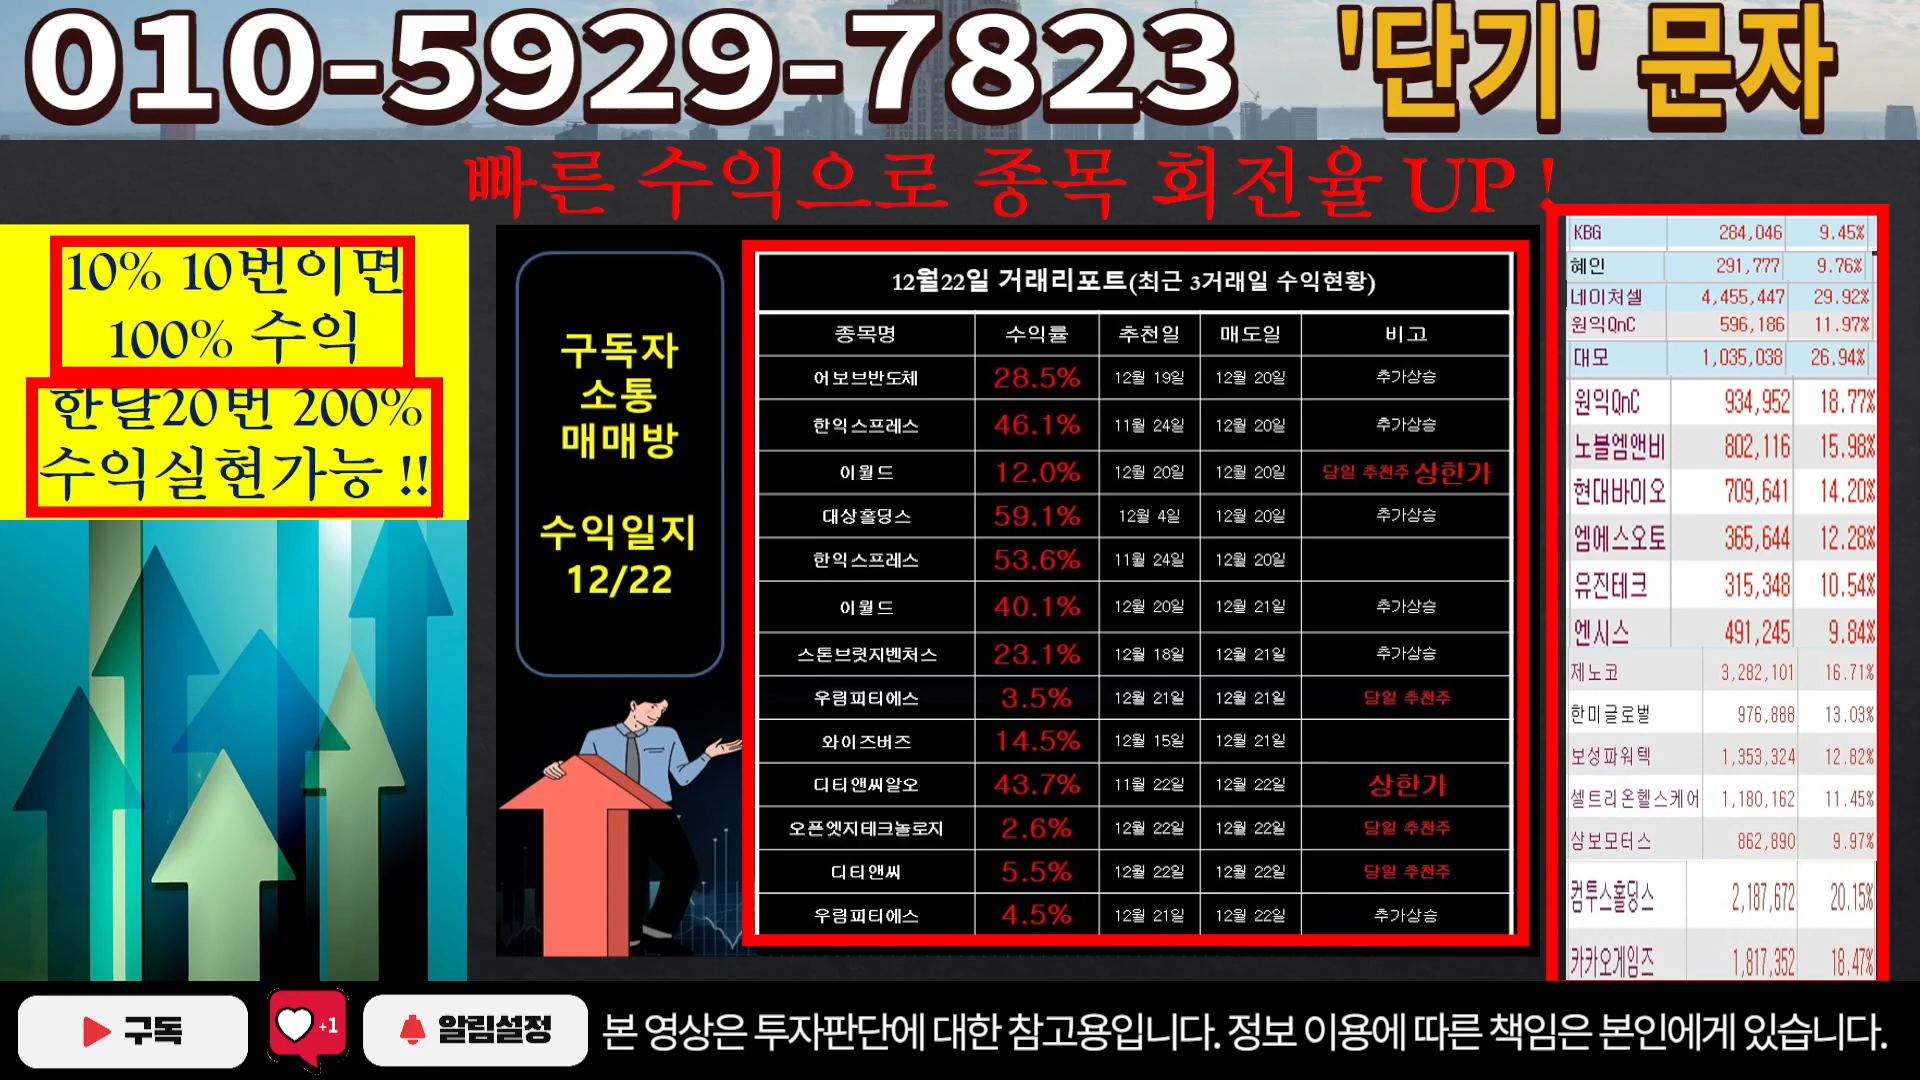 010-5929-7823 '단기' 문자
빠른 수익으로 종목 회전율 UP !
10% 10번이면
100% 수익
한달20번 200%
수익실현가능 !!
구독자
소통
매매방
수익일지
12/22
12월22일 거래리포트(최근 3거래일 수익현황)
종목명 수익률 추천일 매도일 비고
어보브반도체 28.5% 12월 19일 12월 20일 추가상승
한익스프레스 46.1% 11월 24일 12월 20일 추가상승
이월드 12.0% 12월 20일 12월 20일 당일 추천주 상한가
대상홀딩스 59.1% 12월 4일 12월 20일 추가상승
한익스프레스 53.6% 11월 24일 12월 20일
이월드 40.1% 12월 20일 12월 21일 추가상승
스톤브릿지벤처스 23.1% 12월 18일 12월 21일 추가상승
우림피티에스 3.5% 12월 21일 12월 21일 당일 추천주
와이즈버즈 14.5% 12월 15일 12월 21일
디티앤씨알오 43.7% 11월 22일 12월 22일 상한가
오픈엣지테크놀로지 2.6% 12월 22일 12월 22일 당일 추천주
디티앤씨 5.5% 12월 22일 12월 22일 당일 추천주
우림피티에스 4.5% 12월 21일 12월 22일 추가상승
KBG 284,046 9.45%
혜인 291,777 9.76%
네이처셀 4,455,447 29.92%
원익QnC 596,186 11.97%
대모 1,035,038 26.94%
원익QnC 934,952 18.77%
노블엠앤비 802,116 15.98%
현대바이오 709,641 14.20%
엠에스오토 365,644 12.28%
유진테크 315,348 10.54%
엔시스 491,245 9.84%
제노코 3,282,101 16.71%
한미글로벌 976,888 13.03%
보성파워텍 1,353,324 12.82%
셀트리온헬스케어 1,180,162 11.45%
삼보모터스 862,890 9.97%
컴투스홀딩스 2,187,672 20.15%
카카오게임즈 1,817,352 18.47%
구독
+1
알림설정
본 영상은 투자판단에 대한 참고용입니다. 정보 이용에 따른 책임은 본인에게 있습니다.